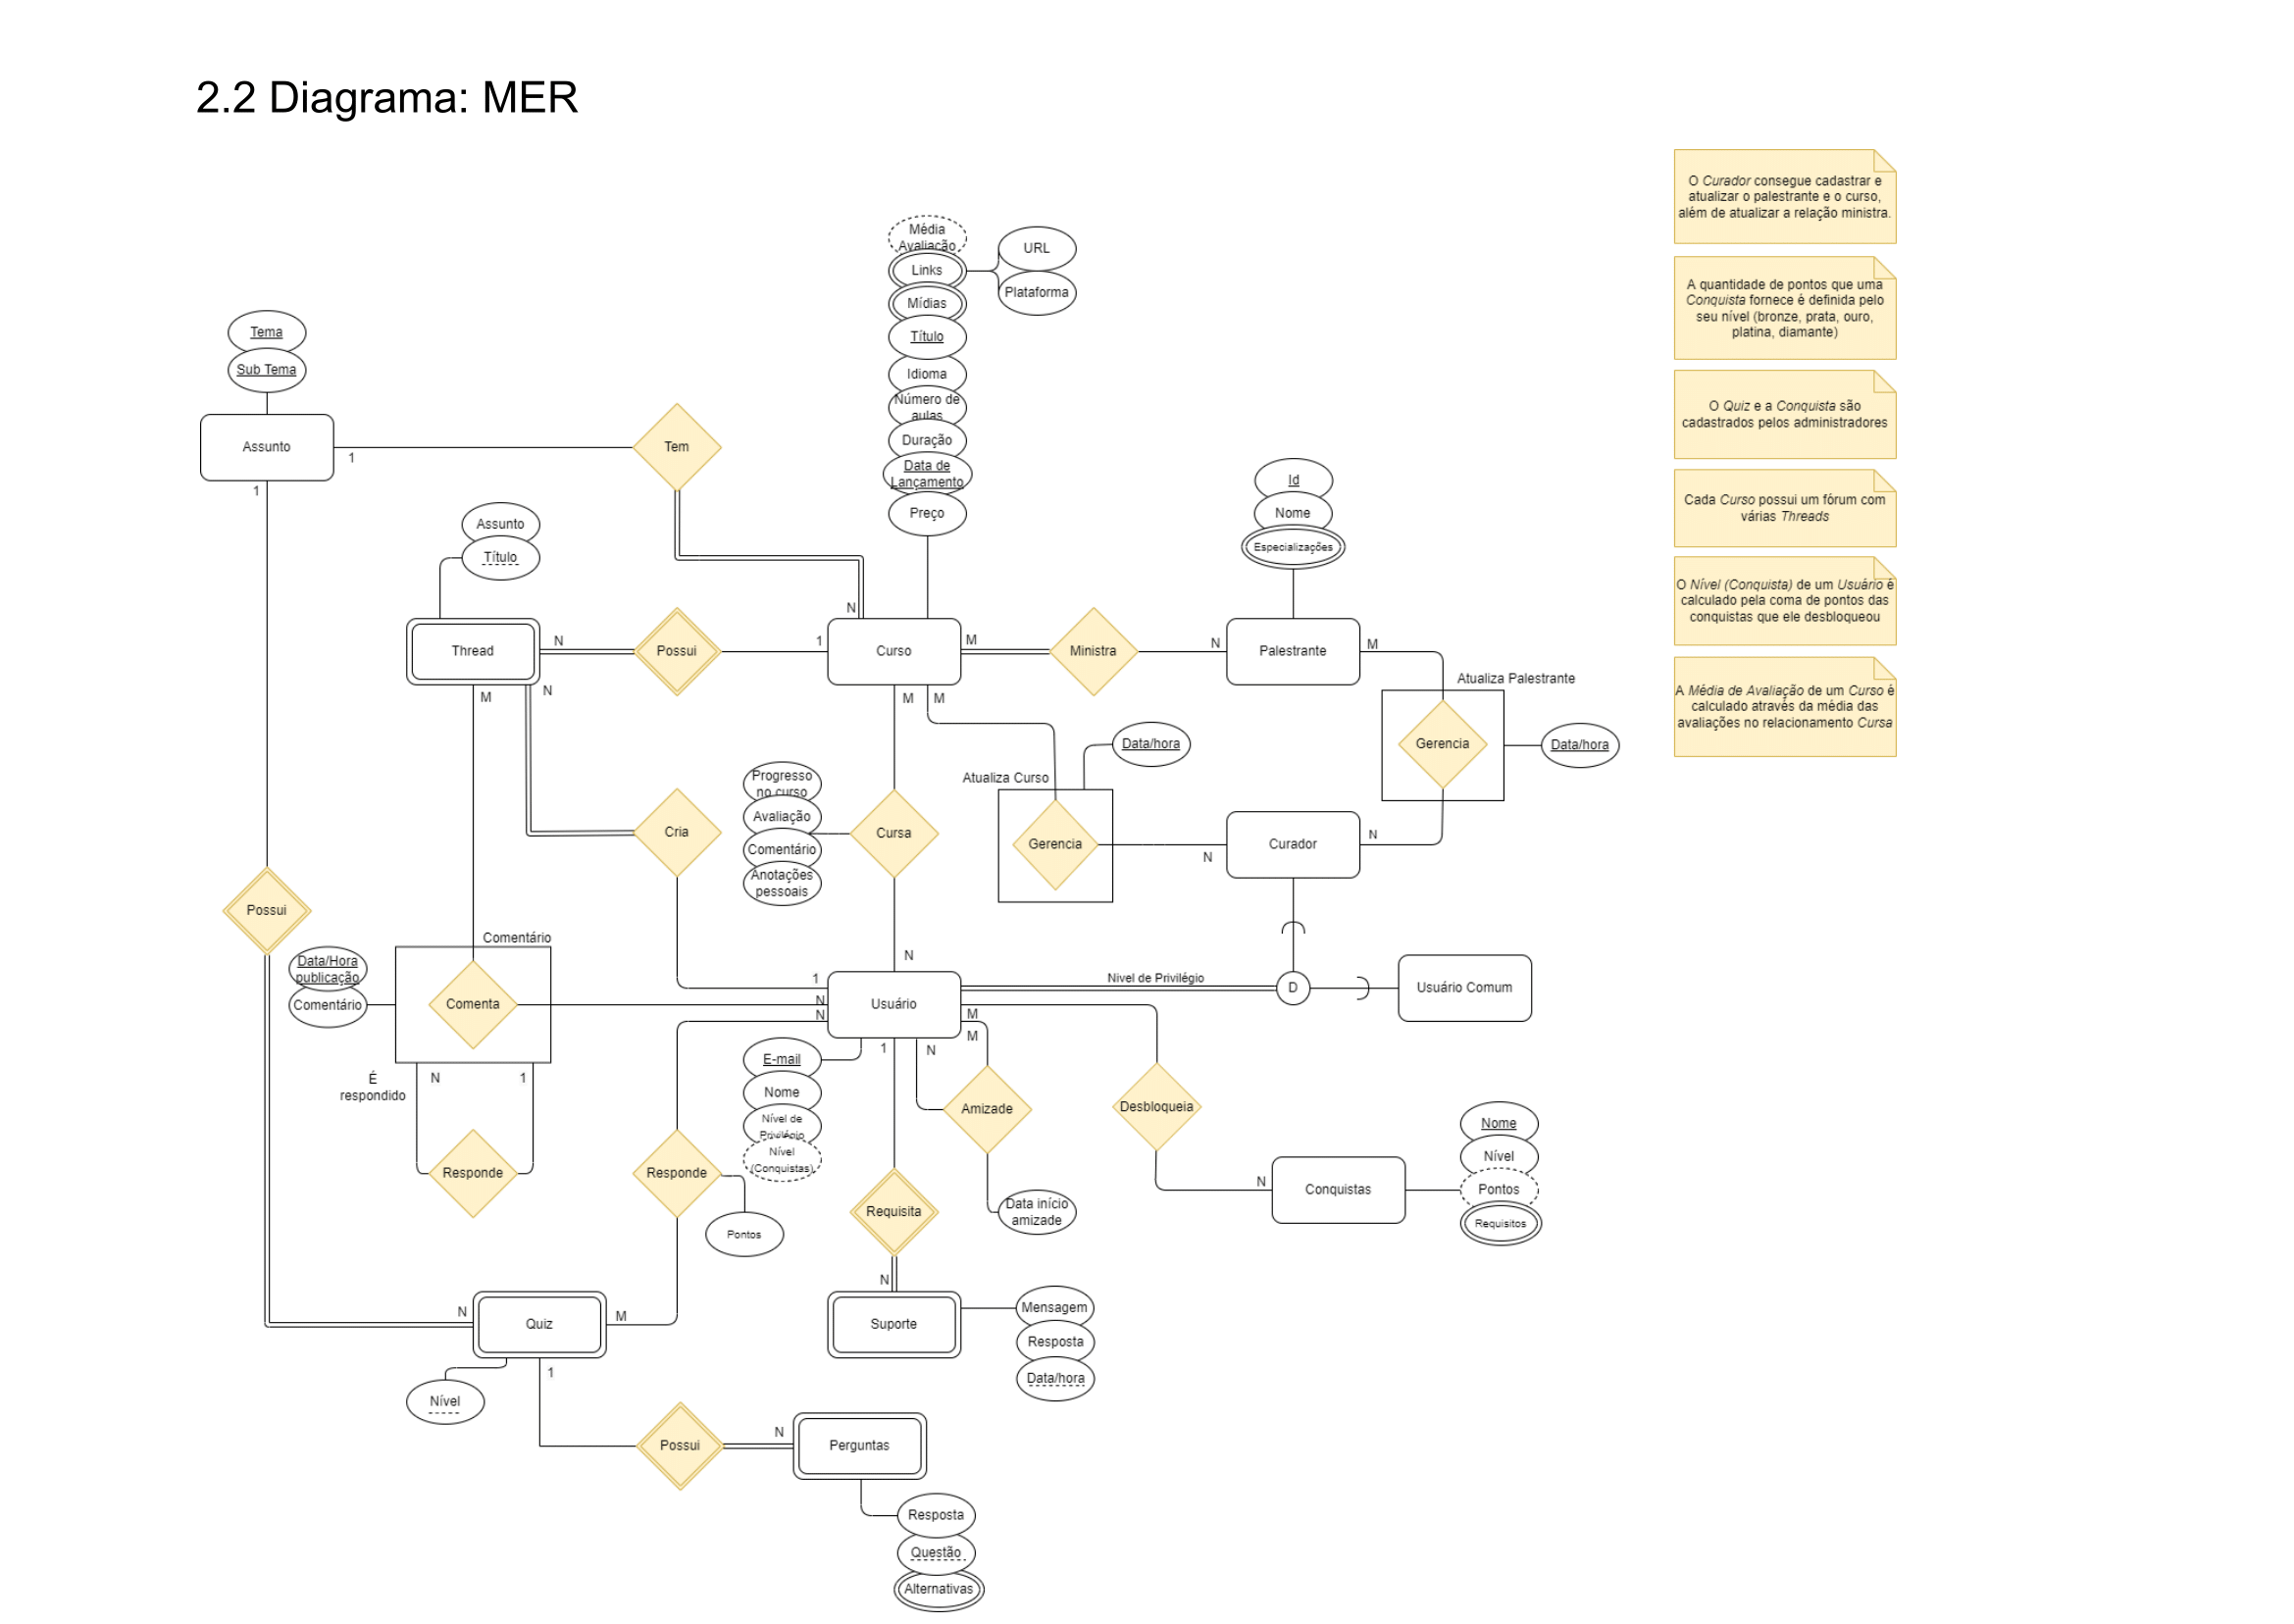 2.2 Diagrama: MER
O Curador consegue cadastrar e
atualizar o palestrante e o curso,
além de atualizar a relação ministra.
A quantidade de pontos que uma
Conquista fornece é definida pelo
seu nível (bronze, prata, ouro,
platina, diamante)
O Quiz e a Conquista são
cadastrados pelos administradores
Cada Curso possui um fórum com
várias Threads
O Nível (Conquista) de um Usuário é
calculado pela coma de pontos das
conquistas que ele desbloqueou
A Média de Avaliação de um Curso é
calculado através da média das
avaliações no relacionamento Cursa
Média
Avaliação
Links
URL
Plataforma
Mídias
Título
Idioma
Número de
aulas
Duração
Data de
Lançamento
Preço
Tema
Sub Tema
Assunto
1
1
Tem
N
Assunto
Título
Thread
N
Possui
1
Curso
M
Ministra
N
Palestrante
M
Id
Nome
Especializações
Atualiza Palestrante
Gerencia
Data/hora
M
N
M
M
Data/hora
Atualiza Curso
Gerencia
N
Curador
N
Cria
Progresso
no curso
Avaliação
Comentário
Anotações
pessoais
Cursa
N
Possui
Comentário
Data/Hora
publicação
Comentário
Comenta
1
N
N
Usuário
Nivel de Privilégio
D
Usuário Comum
M
M
1
N
É
respondido
N
1
Responde
Responde
Pontos
E-mail
Nome
Nível de
Privilégio
Nível
(Conquistas)
Amizade
Data início
amizade
Desbloqueia
N
Conquistas
Nome
Nível
Pontos
Requisitos
Requisita
N
Suporte
Mensagem
Resposta
Data/hora
N
Quiz
M
1
Nível
Possui
N
Perguntas
Resposta
Questão
Alternativas